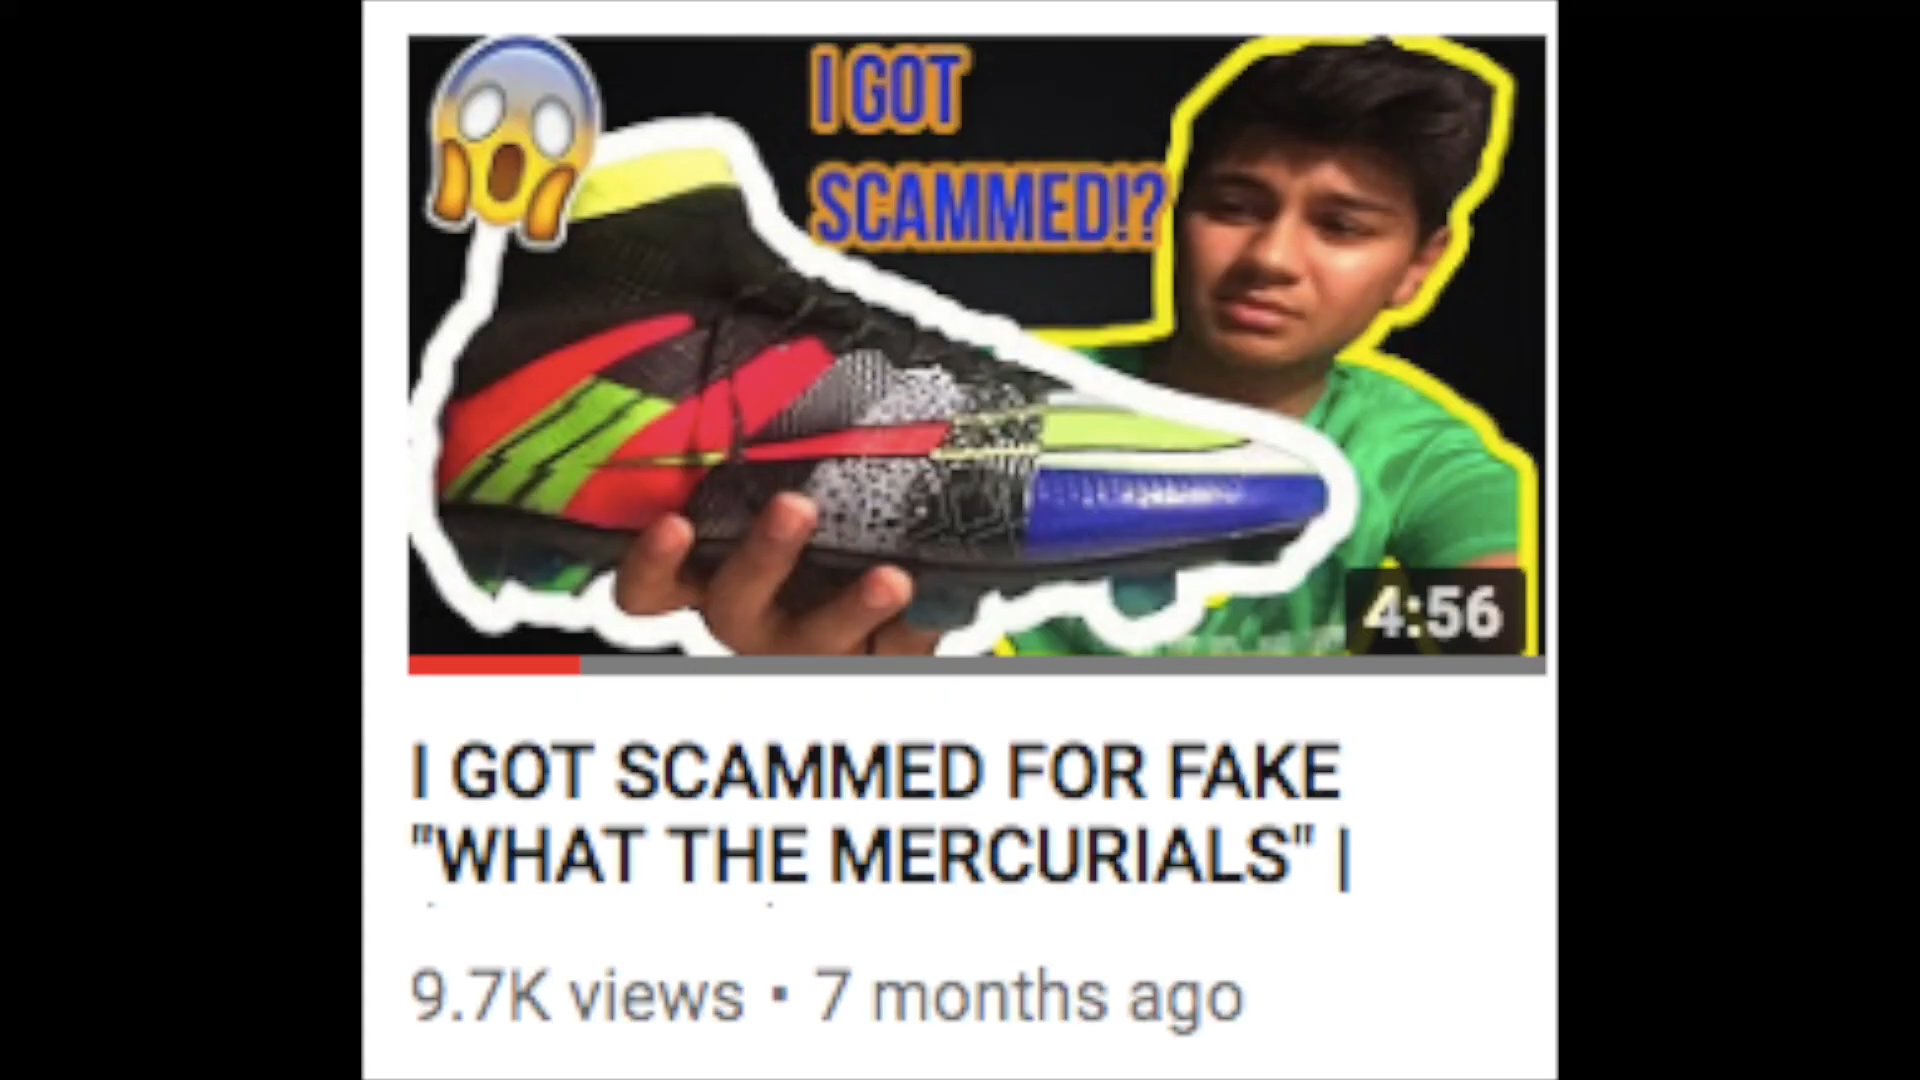 I GOT
SCAMMED!?
4:56
I GOT SCAMMED FOR FAKE
"WHAT THE MERCURIALS" |
9.7K views • 7 months ago